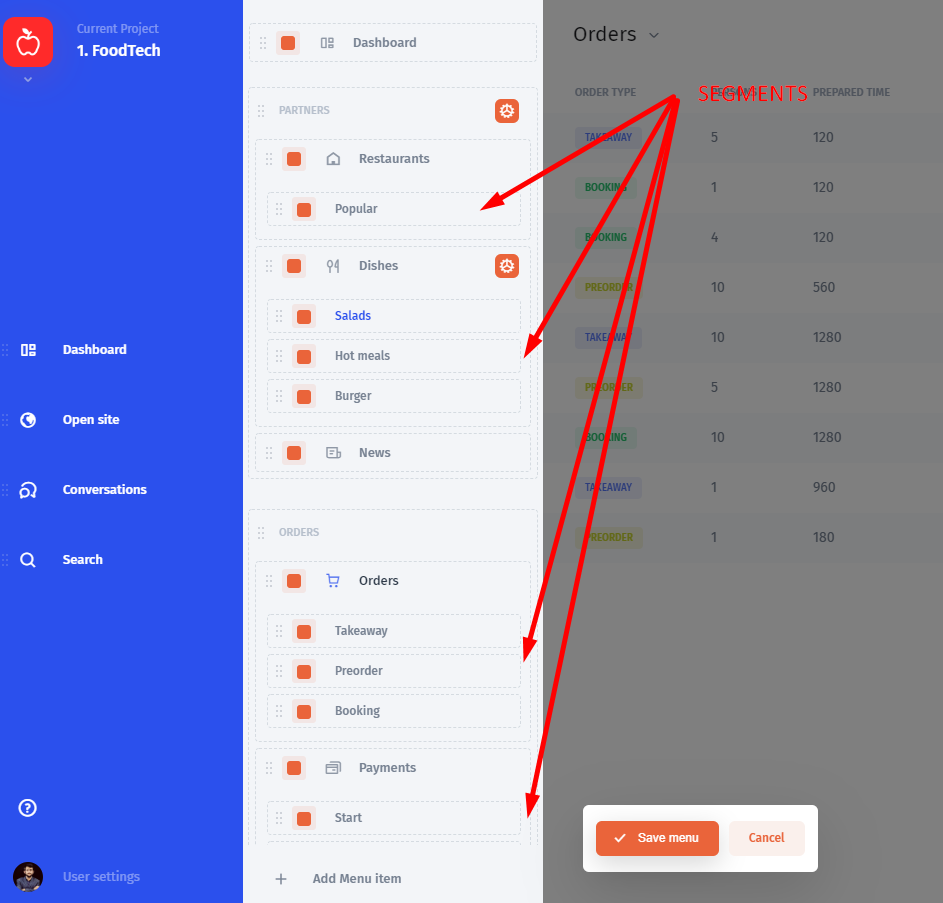 Current Project
1. FoodTech
Dashboard
Open site
Conversations
Search
User settings
Dashboard
PARTNERS
Restaurants
Popular
Dishes
Salads
Hot meals
Burger
News
ORDERS
Orders
Takeaway
Preorder
Booking
Payments
Start
Add Menu item
Orders
SEGMENTS
ORDER TYPE PERSONS PREPARED TIME
TAKEAWAY 5 120
BOOKING 1 120
BOOKING 4 120
PREORDER 10 560
TAKEAWAY 10 1280
PREORDER 5 1280
BOOKING 10 1280
TAKEAWAY 1 960
PREORDER 1 180
Save menu Cancel